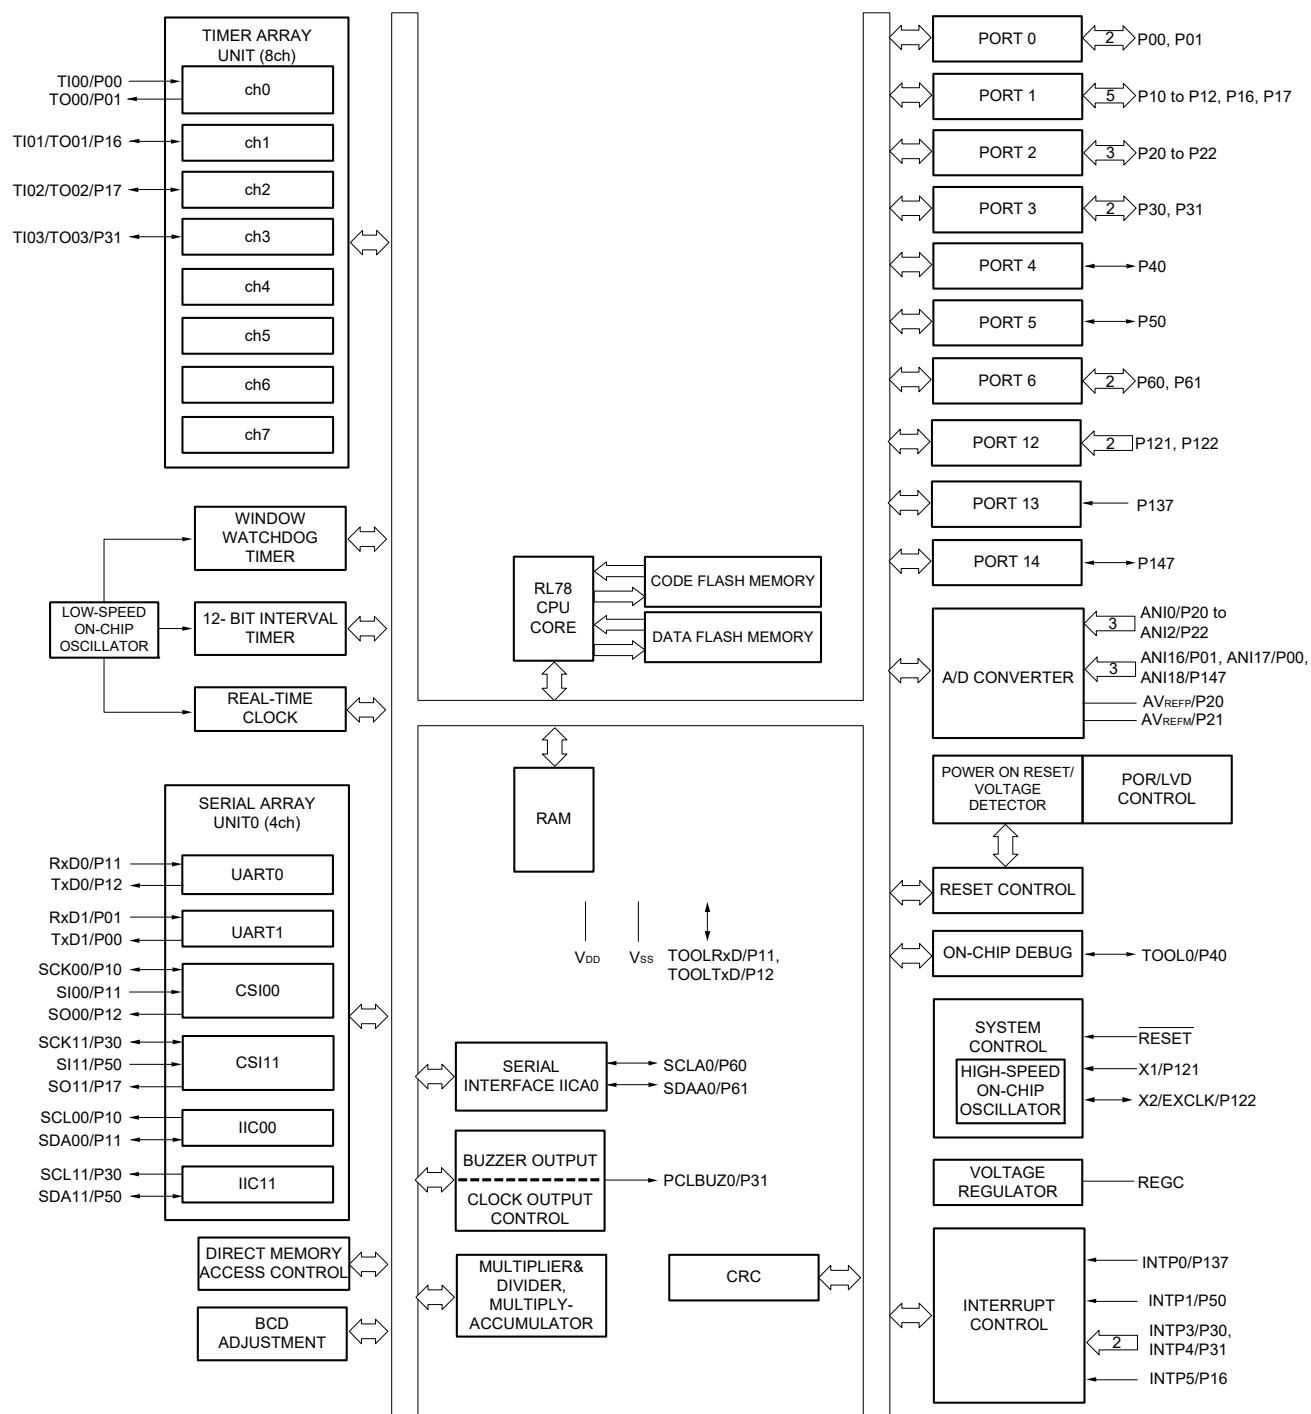 TIMER ARRAY
UNIT (8ch)
TI00/P00
TO00/P01
ch0
TI01/TO01/P16
ch1
TI02/TO02/P17
ch2
TI03/TO03/P31
ch3
ch4
ch5
ch6
ch7
WINDOW
WATCHDOG
TIMER
LOW-SPEED
ON-CHIP
OSCILLATOR
12- BIT INTERVAL
TIMER
REAL-TIME
CLOCK
SERIAL ARRAY
UNIT0 (4ch)
RxD0/P11
TxD0/P12
UART0
RxD1/P01
TxD1/P00
UART1
SCK00/P10
SI00/P11
SO00/P12
CSI00
SCK11/P30
SI11/P50
SO11/P17
CSI11
SCL00/P10
SDA00/P11
IIC00
SCL11/P30
SDA11/P50
IIC11
DIRECT MEMORY
ACCESS CONTROL
BCD
ADJUSTMENT
RL78
CPU
CORE
CODE FLASH MEMORY
DATA FLASH MEMORY
RAM
VDD
VSS
TOOLRxD/P11,
TOOLTxD/P12
SERIAL
INTERFACE IICA0
SCLA0/P60
SDAA0/P61
BUZZER OUTPUT
CLOCK OUTPUT
CONTROL
PCLBUZ0/P31
MULTIPLIER&
DIVIDER,
MULTIPLY-
ACCUMULATOR
CRC
PORT 0
2
P00, P01
PORT 1
5
P10 to P12, P16, P17
PORT 2
3
P20 to P22
PORT 3
2
P30, P31
PORT 4
P40
PORT 5
P50
PORT 6
2
P60, P61
PORT 12
2
P121, P122
PORT 13
P137
PORT 14
P147
A/D CONVERTER
3
ANI0/P20 to
ANI2/P22
3
ANI16/P01, ANI17/P00,
ANI18/P147
AVREFP/P20
AVREFM/P21
POWER ON RESET/
VOLTAGE
DETECTOR
POR/LVD
CONTROL
RESET CONTROL
ON-CHIP DEBUG
TOOL0/P40
SYSTEM
CONTROL
HIGH-SPEED
ON-CHIP
OSCILLATOR
RESET
X1/P121
X2/EXCLK/P122
VOLTAGE
REGULATOR
REGC
INTERRUPT
CONTROL
INTP0/P137
INTP1/P50
2
INTP3/P30,
INTP4/P31
INTP5/P16